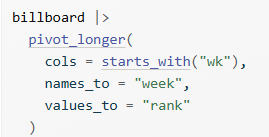 billboard |>
  pivot_longer(
    cols = starts_with("wk"),
    names_to = "week",
    values_to = "rank"
  )